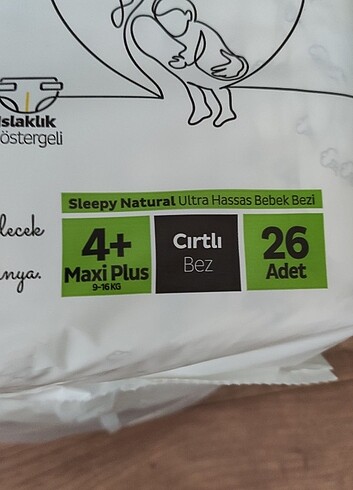 Islaklık
göstergeli
Sleepy Natural Ultra Hassas Bebek Bezi
4+
Maxi Plus
9-16 KG
Cırtlı
Bez
26
Adet